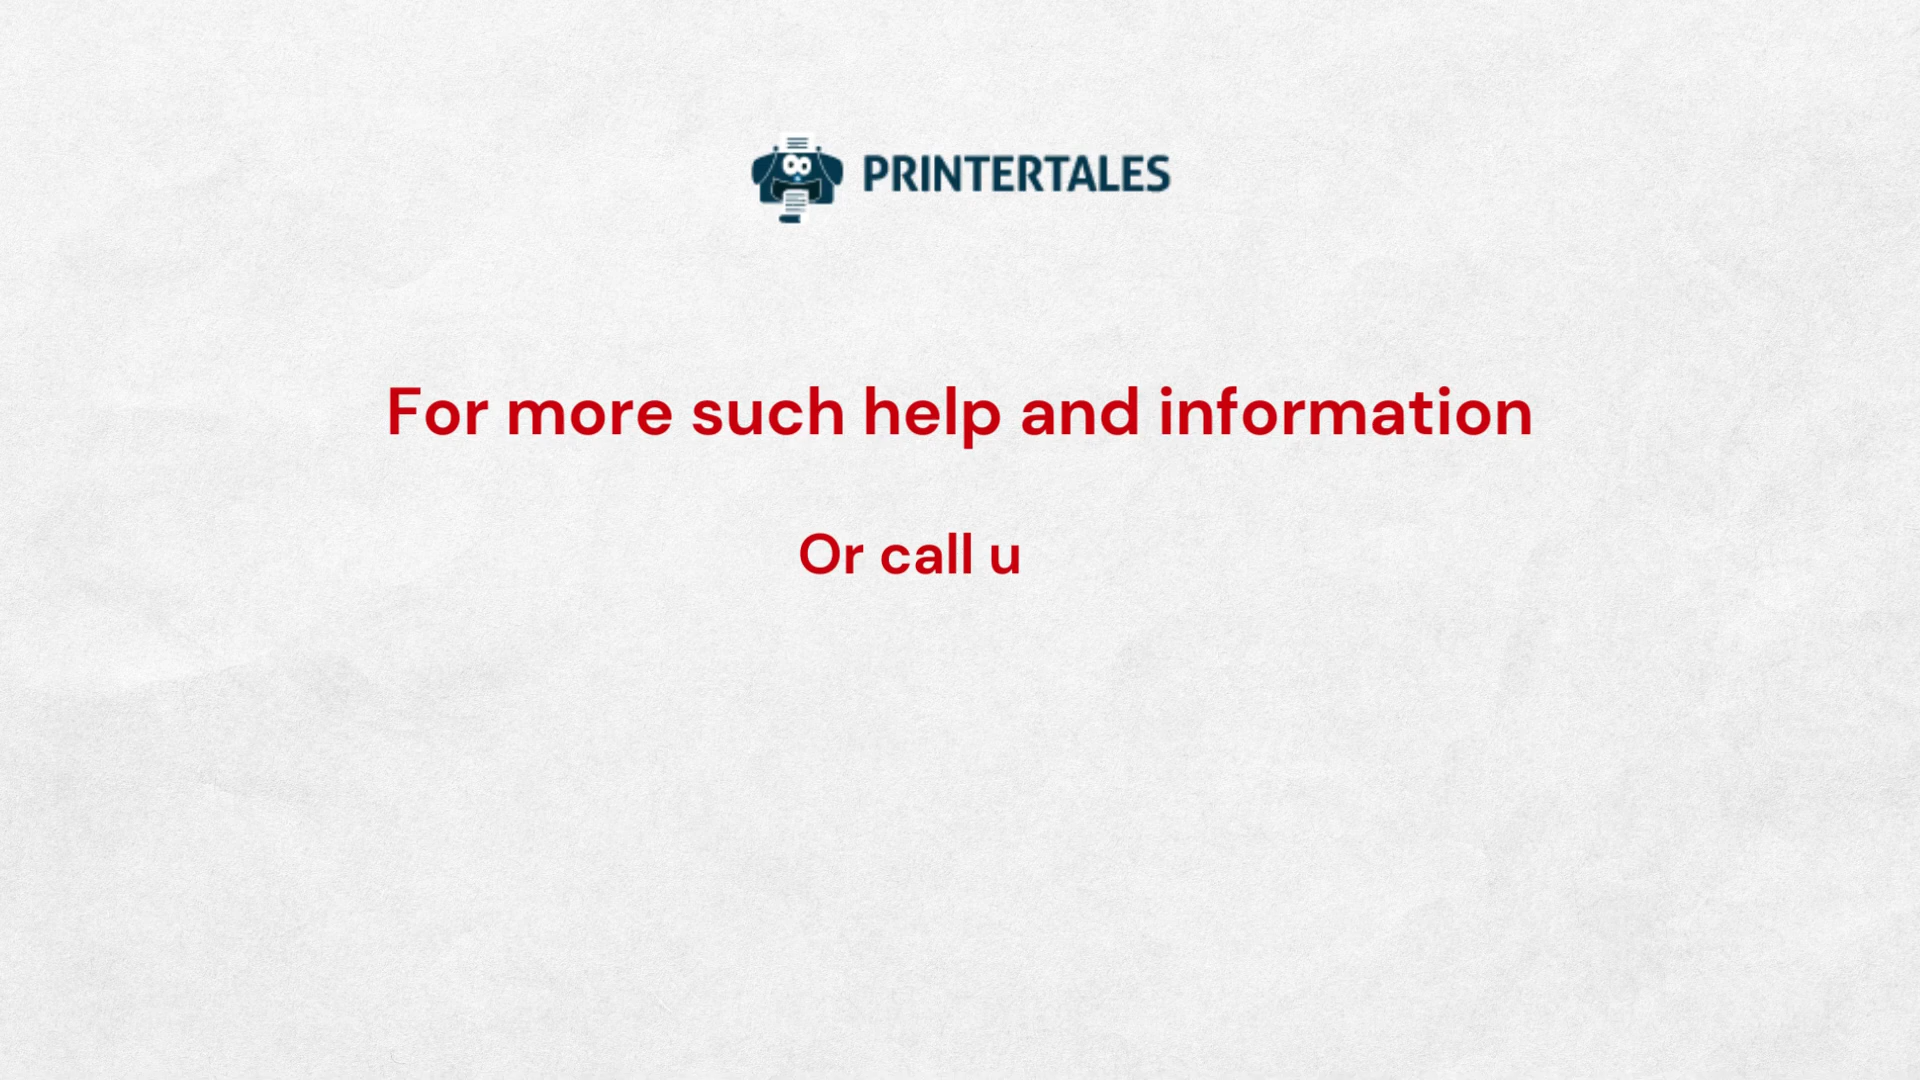 PRINTERTALES
For more such help and information
Or call u